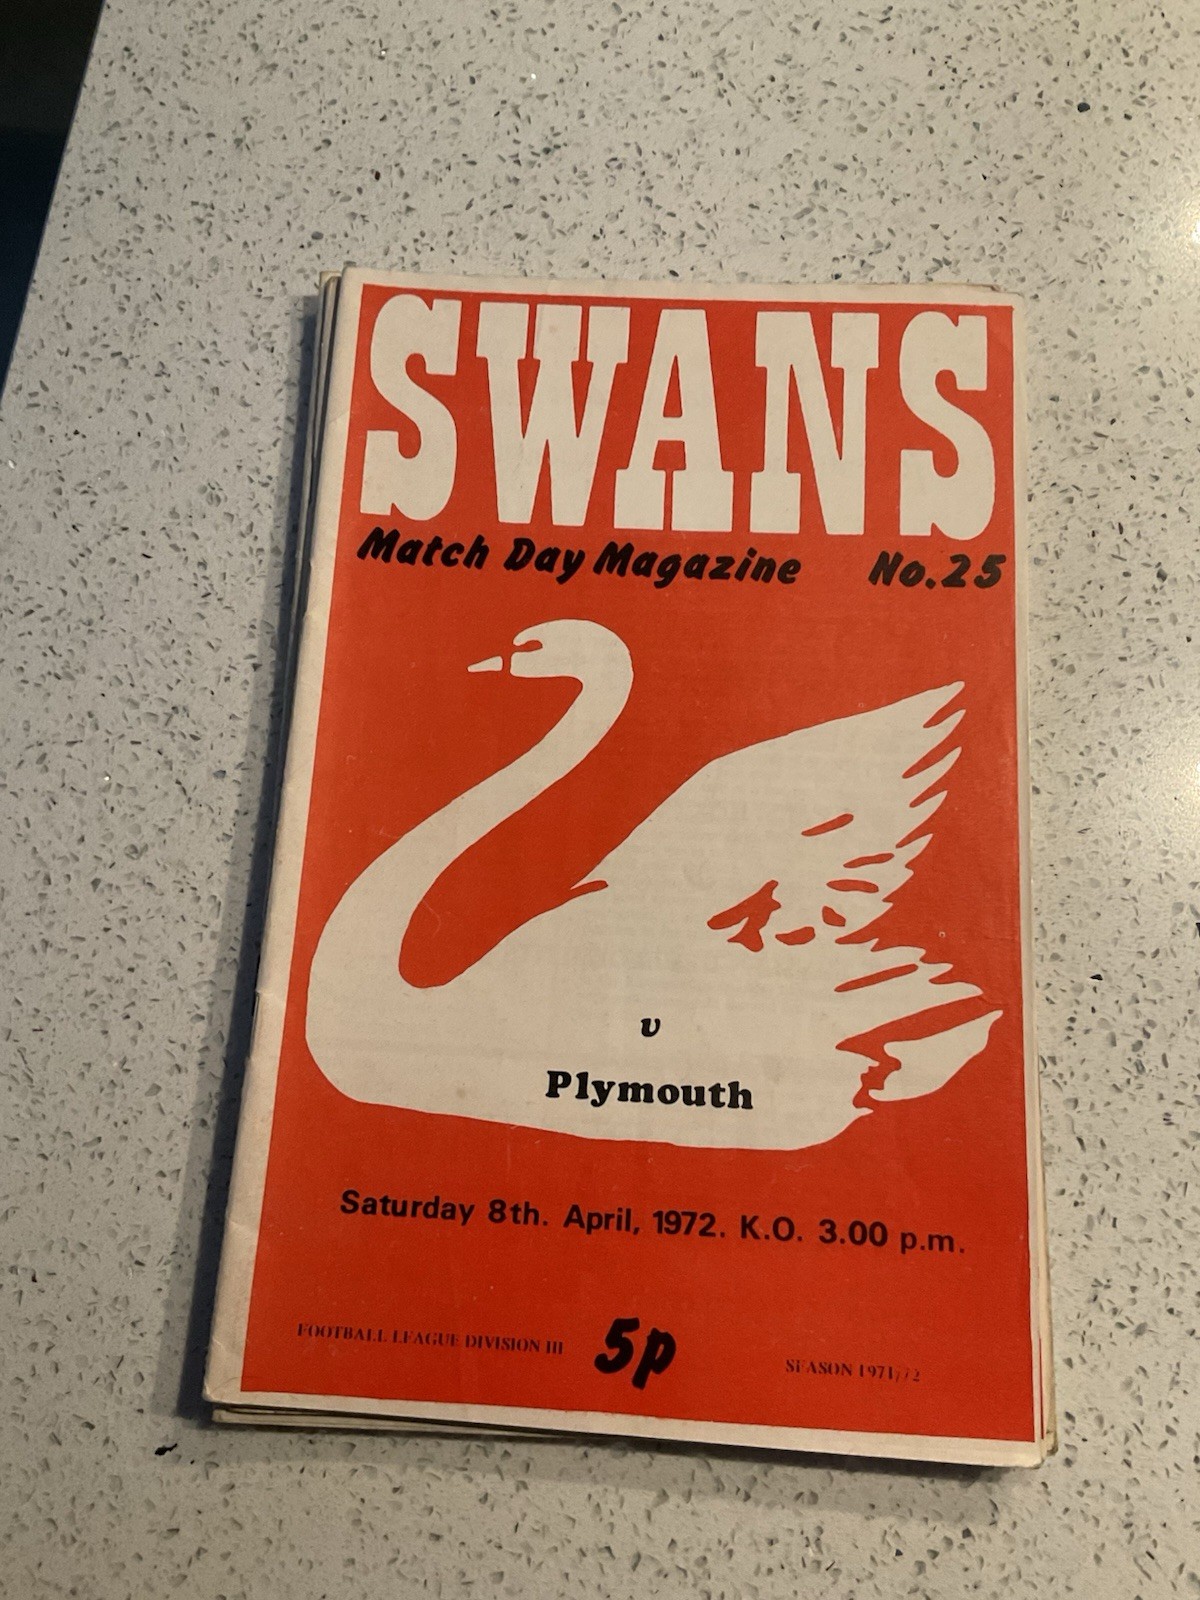 SWANS
Match Day Magazine No.25
v
Plymouth
Saturday 8th. April, 1972. K.O. 3.00 p.m.
FOOTBALL LEAGUE DIVISION III 5p SEASON 1971/72